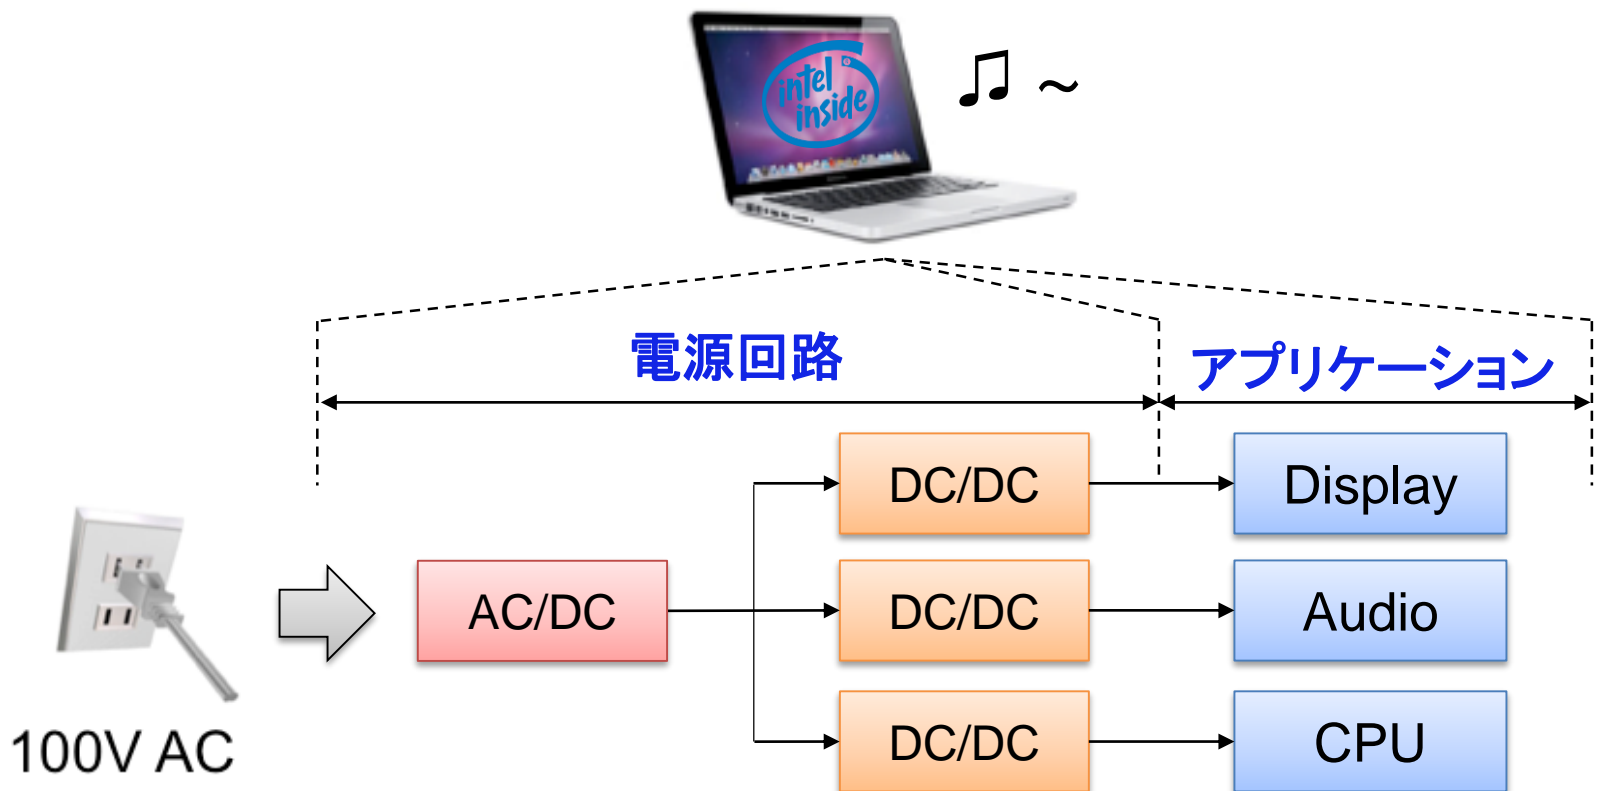 intel
inside
♫ ~
電源回路
アプリケーション
DC/DC
Display
AC/DC
DC/DC
Audio
DC/DC
CPU
100V AC